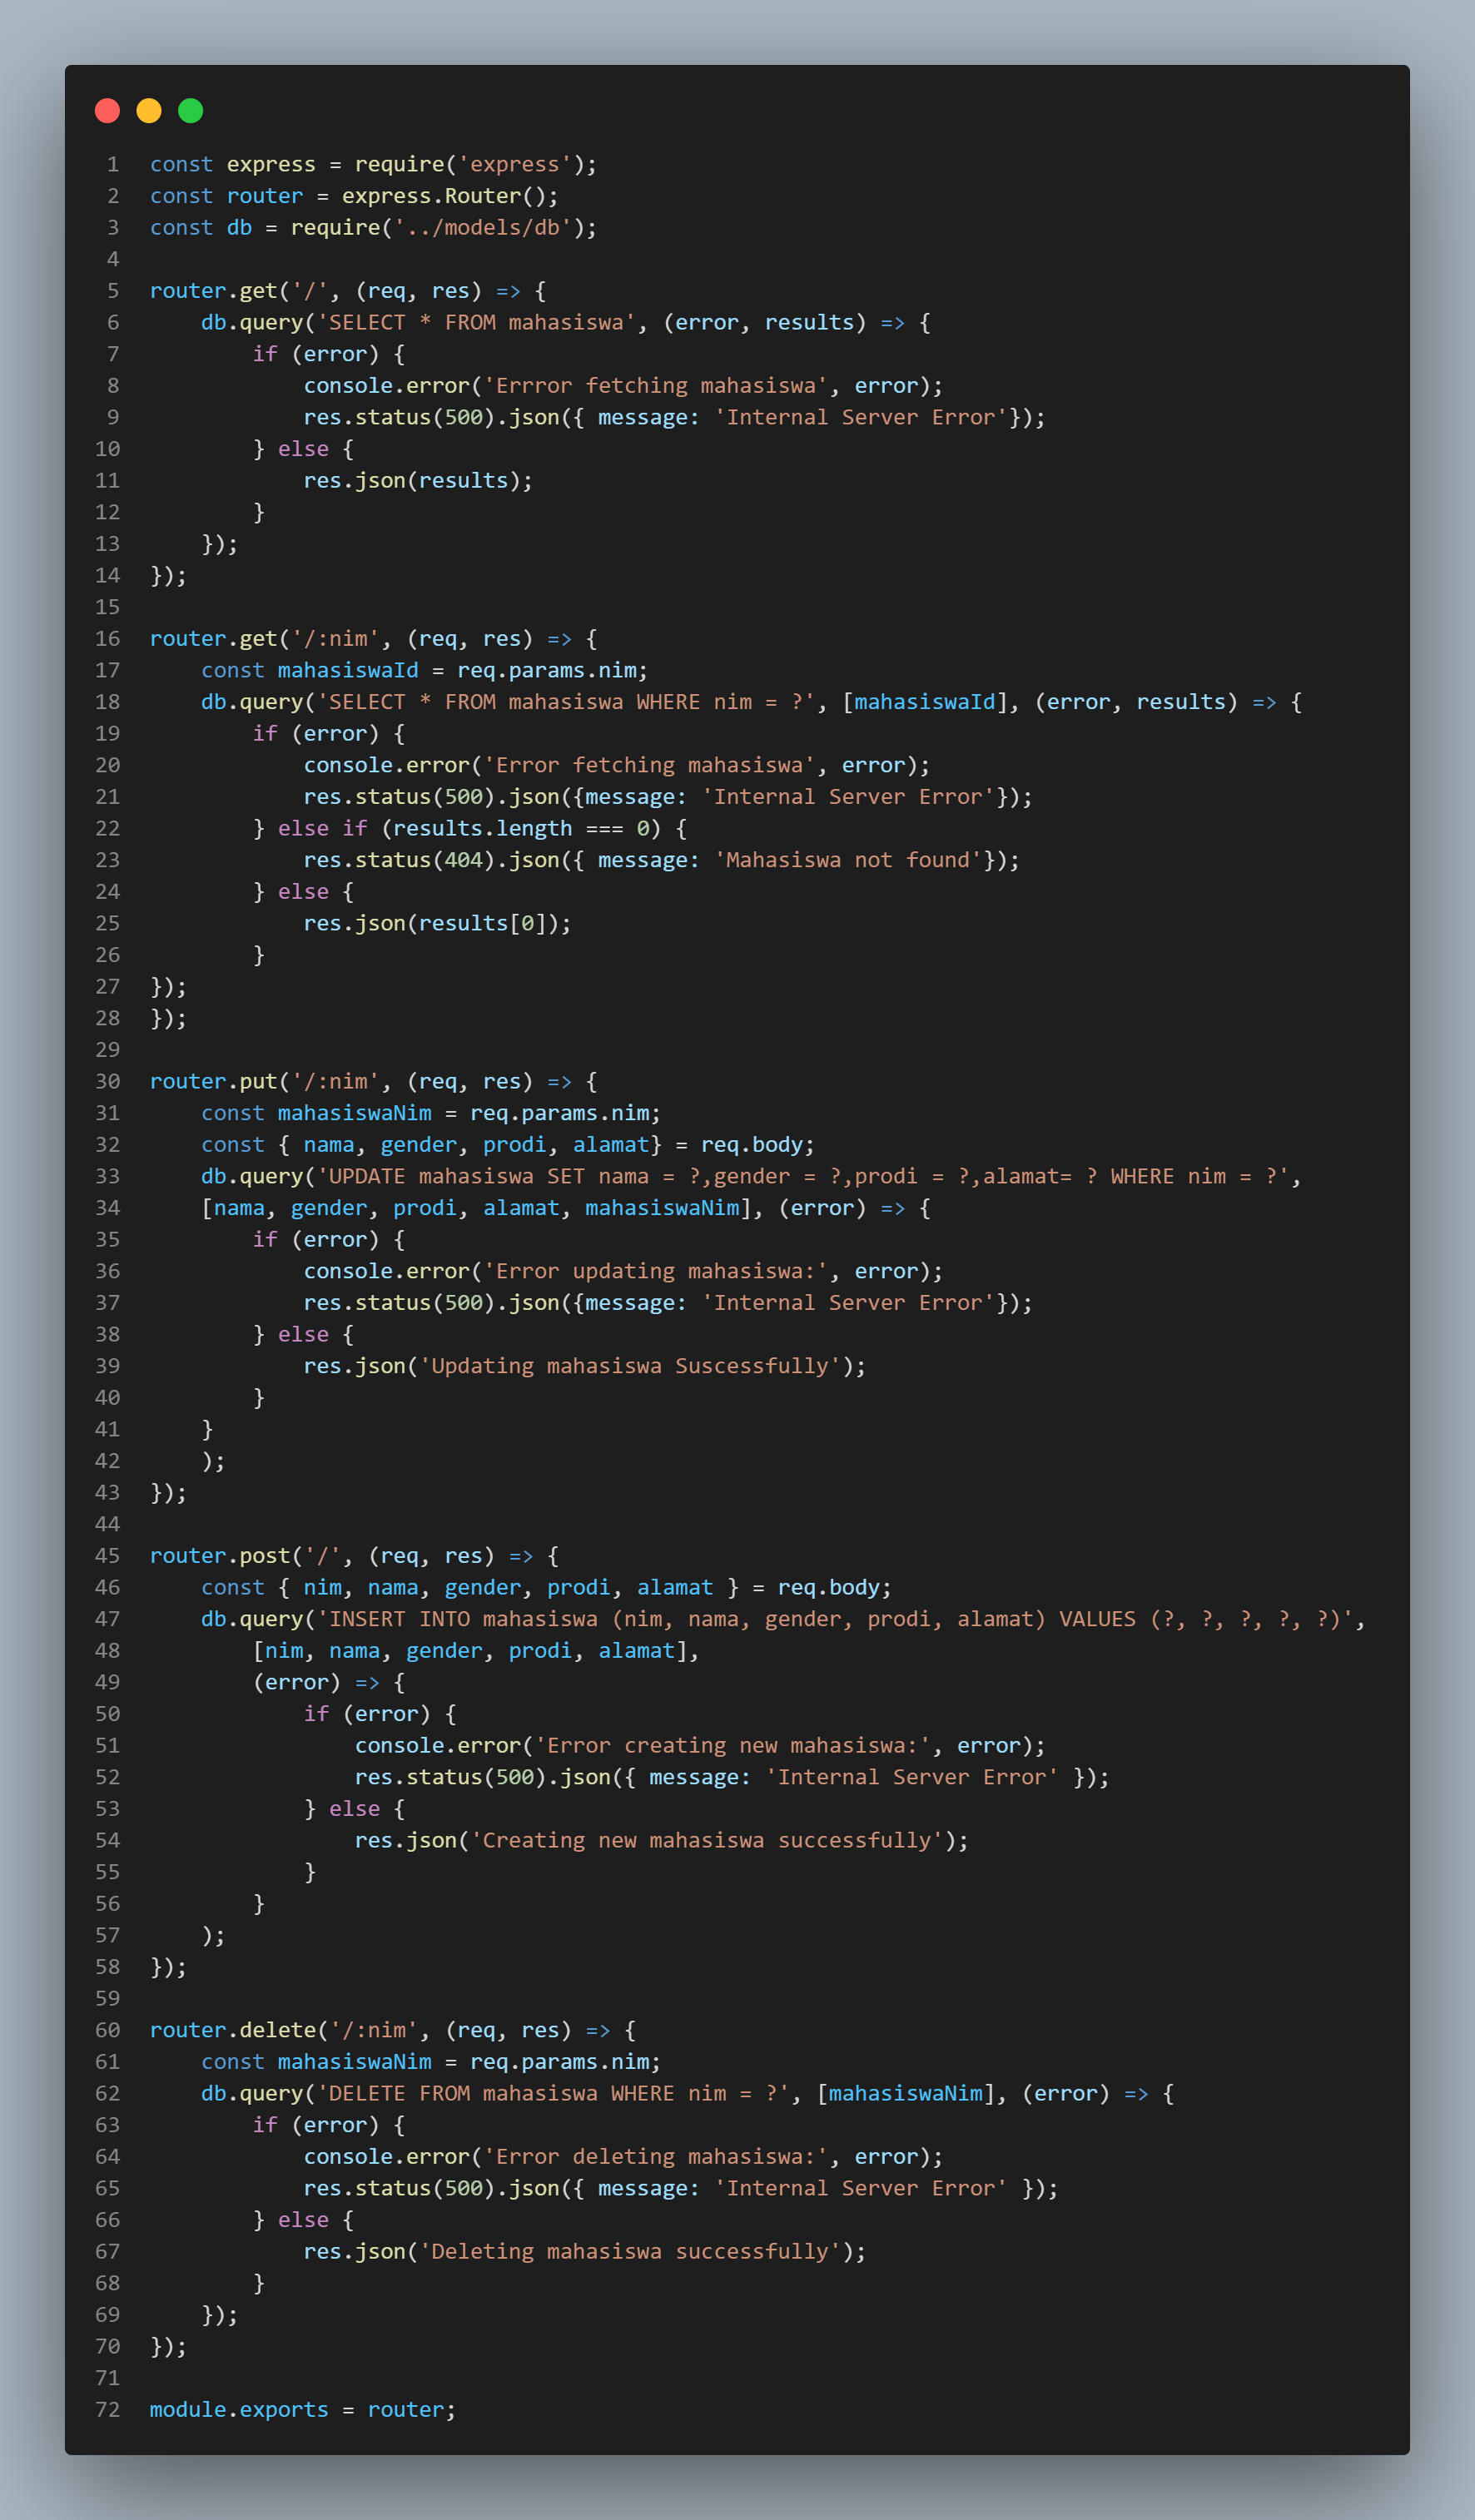 1 const express = require('express');
2 const router = express.Router();
3 const db = require('../models/db');
4
5 router.get('/', (req, res) => {
6     db.query('SELECT * FROM mahasiswa', (error, results) => {
7         if (error) {
8             console.error('Errror fetching mahasiswa', error);
9             res.status(500).json({ message: 'Internal Server Error'});
10         } else {
11             res.json(results);
12         }
13     });
14 });
15
16 router.get('/:nim', (req, res) => {
17     const mahasiswaId = req.params.nim;
18     db.query('SELECT * FROM mahasiswa WHERE nim = ?', [mahasiswaId], (error, results) => {
19         if (error) {
20             console.error('Error fetching mahasiswa', error);
21             res.status(500).json({message: 'Internal Server Error'});
22         } else if (results.length === 0) {
23             res.status(404).json({ message: 'Mahasiswa not found'});
24         } else {
25             res.json(results[0]);
26         }
27 });
28 });
29
30 router.put('/:nim', (req, res) => {
31     const mahasiswaNim = req.params.nim;
32     const { nama, gender, prodi, alamat} = req.body;
33     db.query('UPDATE mahasiswa SET nama = ?,gender = ?,prodi = ?,alamat= ? WHERE nim = ?',
34     [nama, gender, prodi, alamat, mahasiswaNim], (error) => {
35         if (error) {
36             console.error('Error updating mahasiswa:', error);
37             res.status(500).json({message: 'Internal Server Error'});
38         } else {
39             res.json('Updating mahasiswa Suscessfully');
40         }
41     }
42     );
43 });
44
45 router.post('/', (req, res) => {
46     const { nim, nama, gender, prodi, alamat } = req.body;
47     db.query('INSERT INTO mahasiswa (nim, nama, gender, prodi, alamat) VALUES (?, ?, ?, ?, ?)',
48         [nim, nama, gender, prodi, alamat],
49         (error) => {
50             if (error) {
51                 console.error('Error creating new mahasiswa:', error);
52                 res.status(500).json({ message: 'Internal Server Error' });
53             } else {
54                 res.json('Creating new mahasiswa successfully');
55             }
56         }
57     );
58 });
59
60 router.delete('/:nim', (req, res) => {
61     const mahasiswaNim = req.params.nim;
62     db.query('DELETE FROM mahasiswa WHERE nim = ?', [mahasiswaNim], (error) => {
63         if (error) {
64             console.error('Error deleting mahasiswa:', error);
65             res.status(500).json({ message: 'Internal Server Error' });
66         } else {
67             res.json('Deleting mahasiswa successfully');
68         }
69     });
70 });
71
72 module.exports = router;